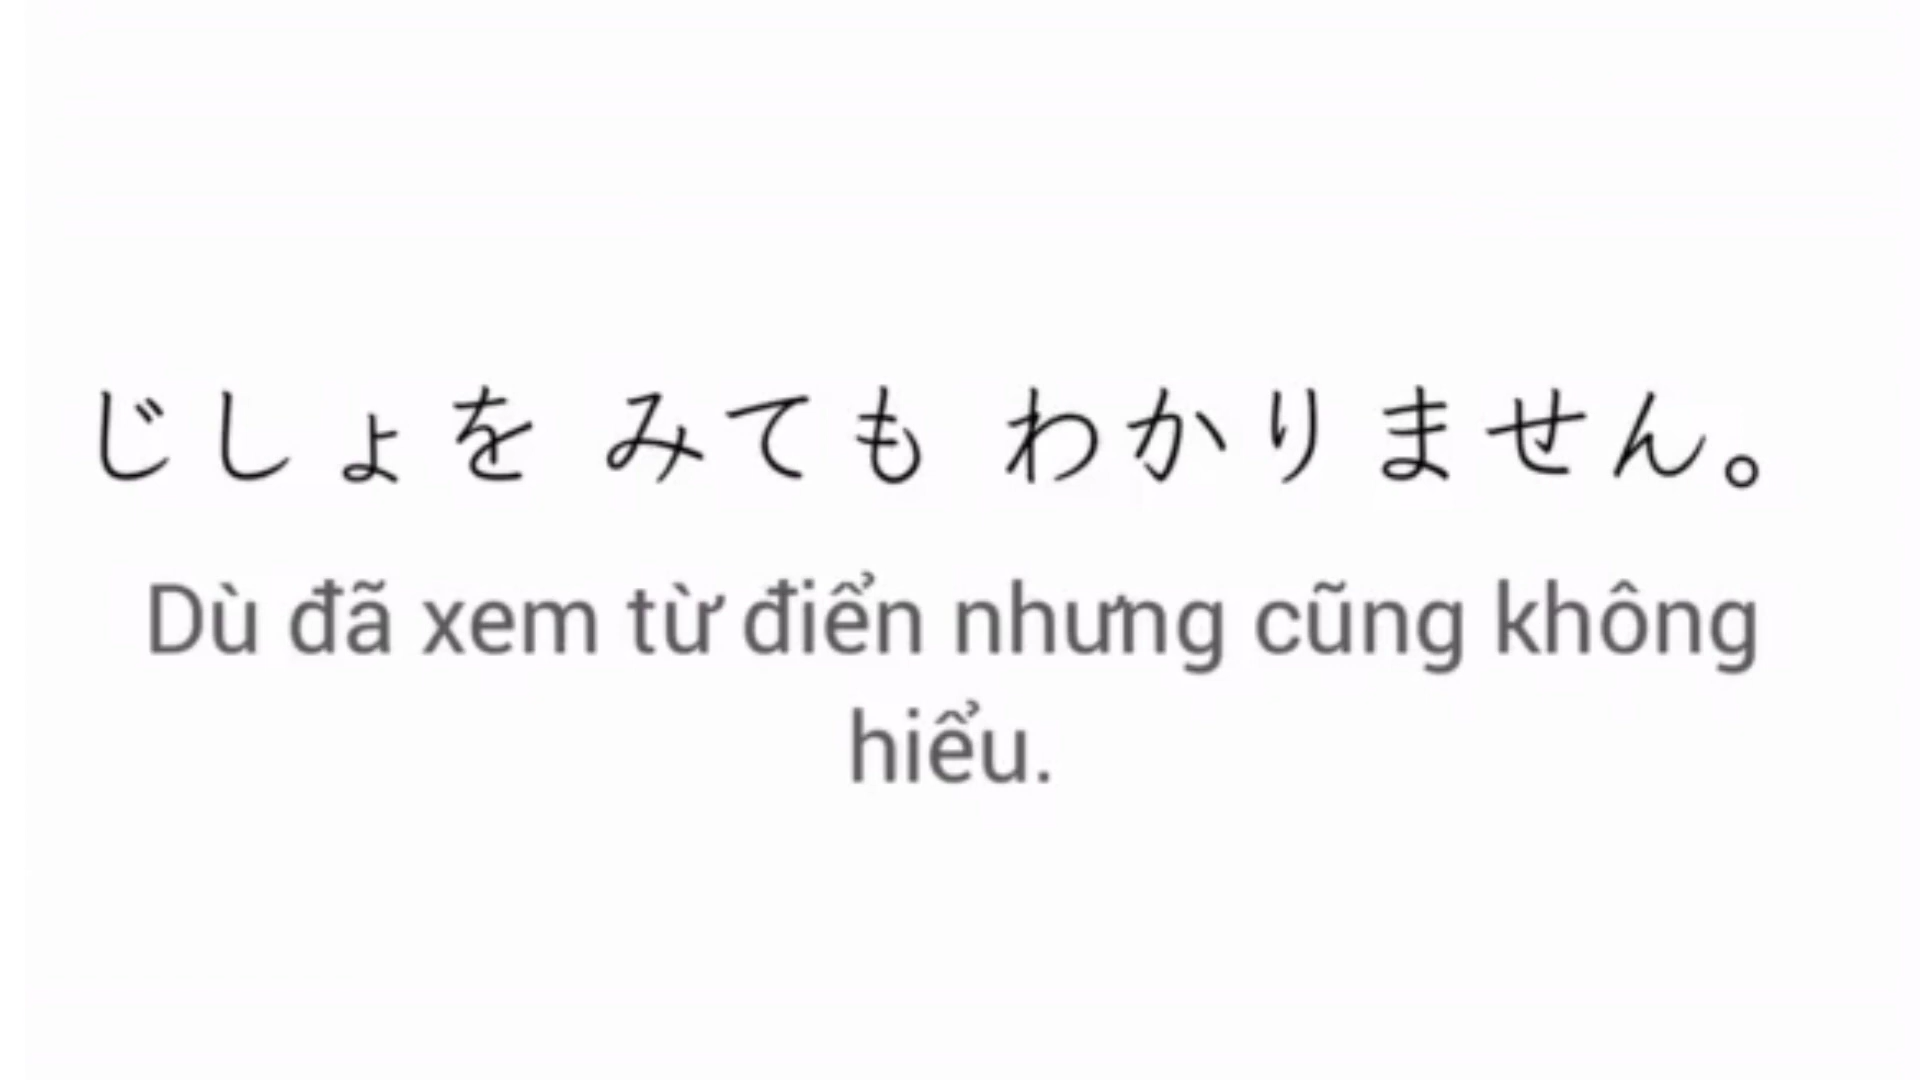 じしょを みても わかりません。
Dù đã xem từ điển nhưng cũng không
hiểu.